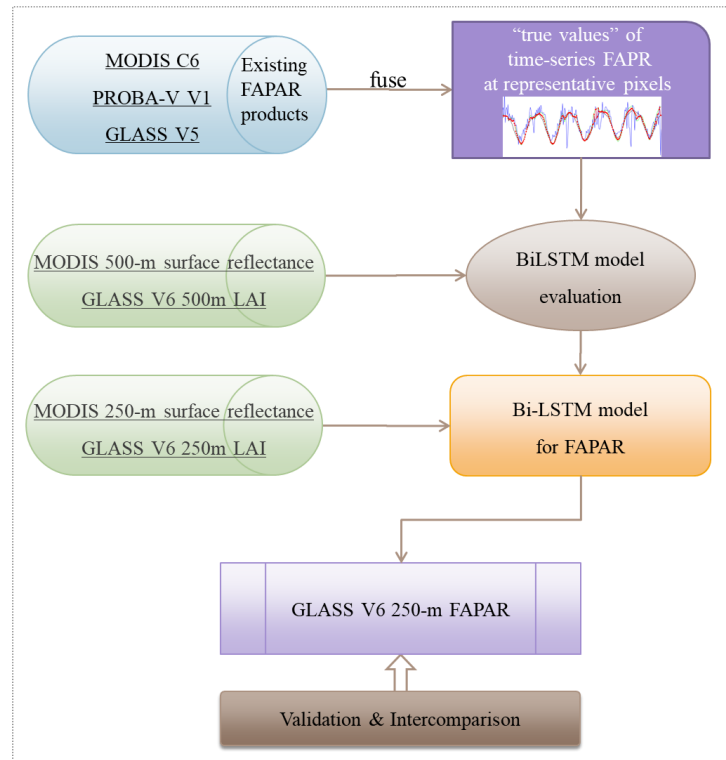 MODIS C6
PROBA-V V1
GLASS V5
Existing
FAPAR
products
fuse
“true values” of
time-series FAPR
at representative pixels
MODIS 500-m surface reflectance
GLASS V6 500m LAI
BiLSTM model
evaluation
MODIS 250-m surface reflectance
GLASS V6 250m LAI
Bi-LSTM model
for FAPAR
GLASS V6 250-m FAPAR
Validation & Intercomparison